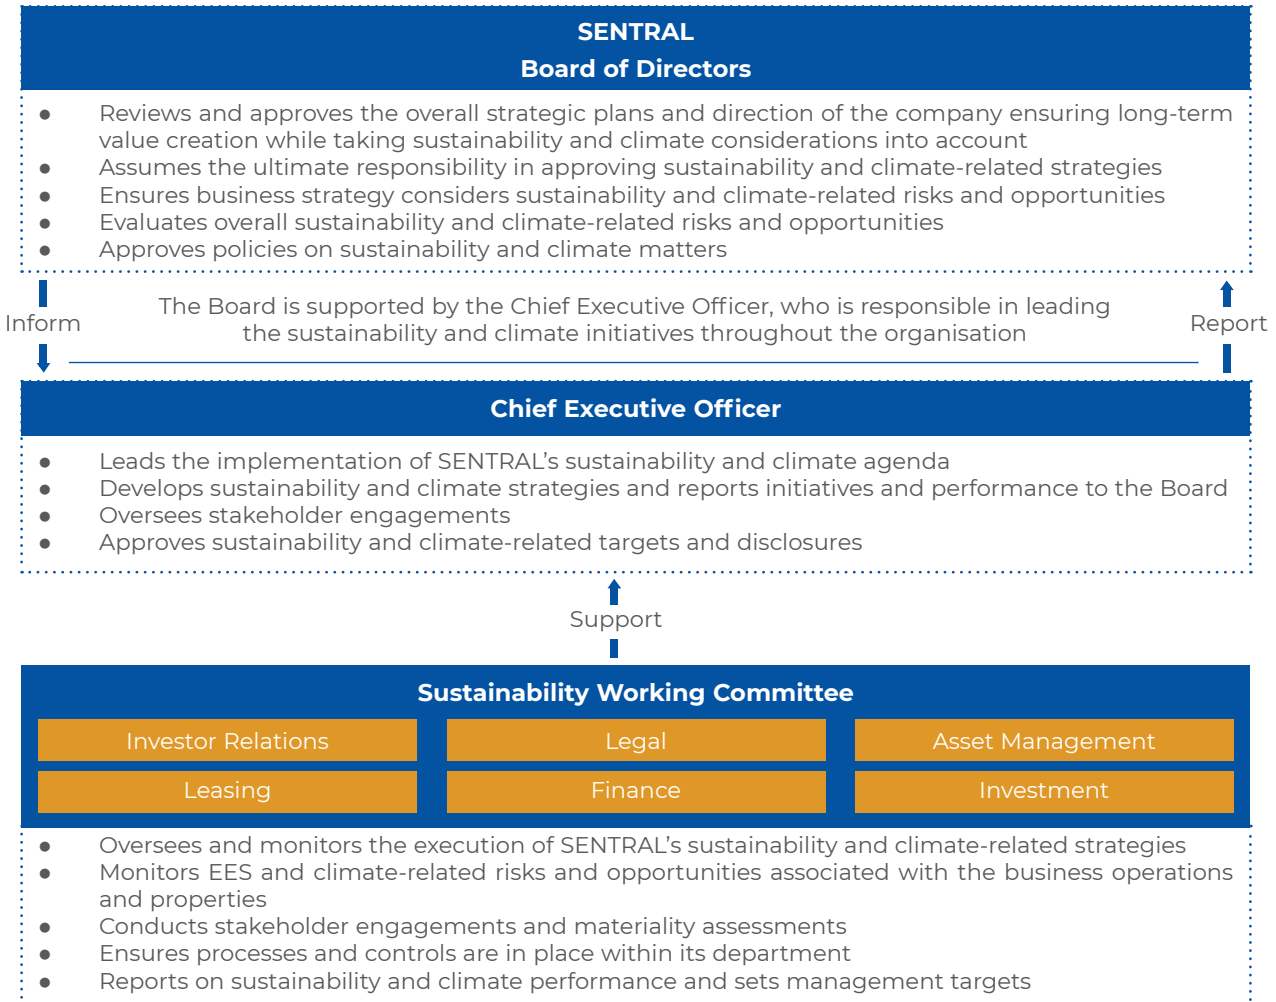 SENTRAL
Board of Directors
● Reviews and approves the overall strategic plans and direction of the company ensuring long-term
value creation while taking sustainability and climate considerations into account
● Assumes the ultimate responsibility in approving sustainability and climate-related strategies
● Ensures business strategy considers sustainability and climate-related risks and opportunities
● Evaluates overall sustainability and climate-related risks and opportunities
● Approves policies on sustainability and climate matters
Inform
The Board is supported by the Chief Executive Officer, who is responsible in leading
the sustainability and climate initiatives throughout the organisation
Report
Chief Executive Officer
● Leads the implementation of SENTRAL’s sustainability and climate agenda
● Develops sustainability and climate strategies and reports initiatives and performance to the Board
● Oversees stakeholder engagements
● Approves sustainability and climate-related targets and disclosures
Support
Sustainability Working Committee
Investor Relations
Legal
Asset Management
Leasing
Finance
Investment
● Oversees and monitors the execution of SENTRAL’s sustainability and climate-related strategies
● Monitors EES and climate-related risks and opportunities associated with the business operations
and properties
● Conducts stakeholder engagements and materiality assessments
● Ensures processes and controls are in place within its department
● Reports on sustainability and climate performance and sets management targets